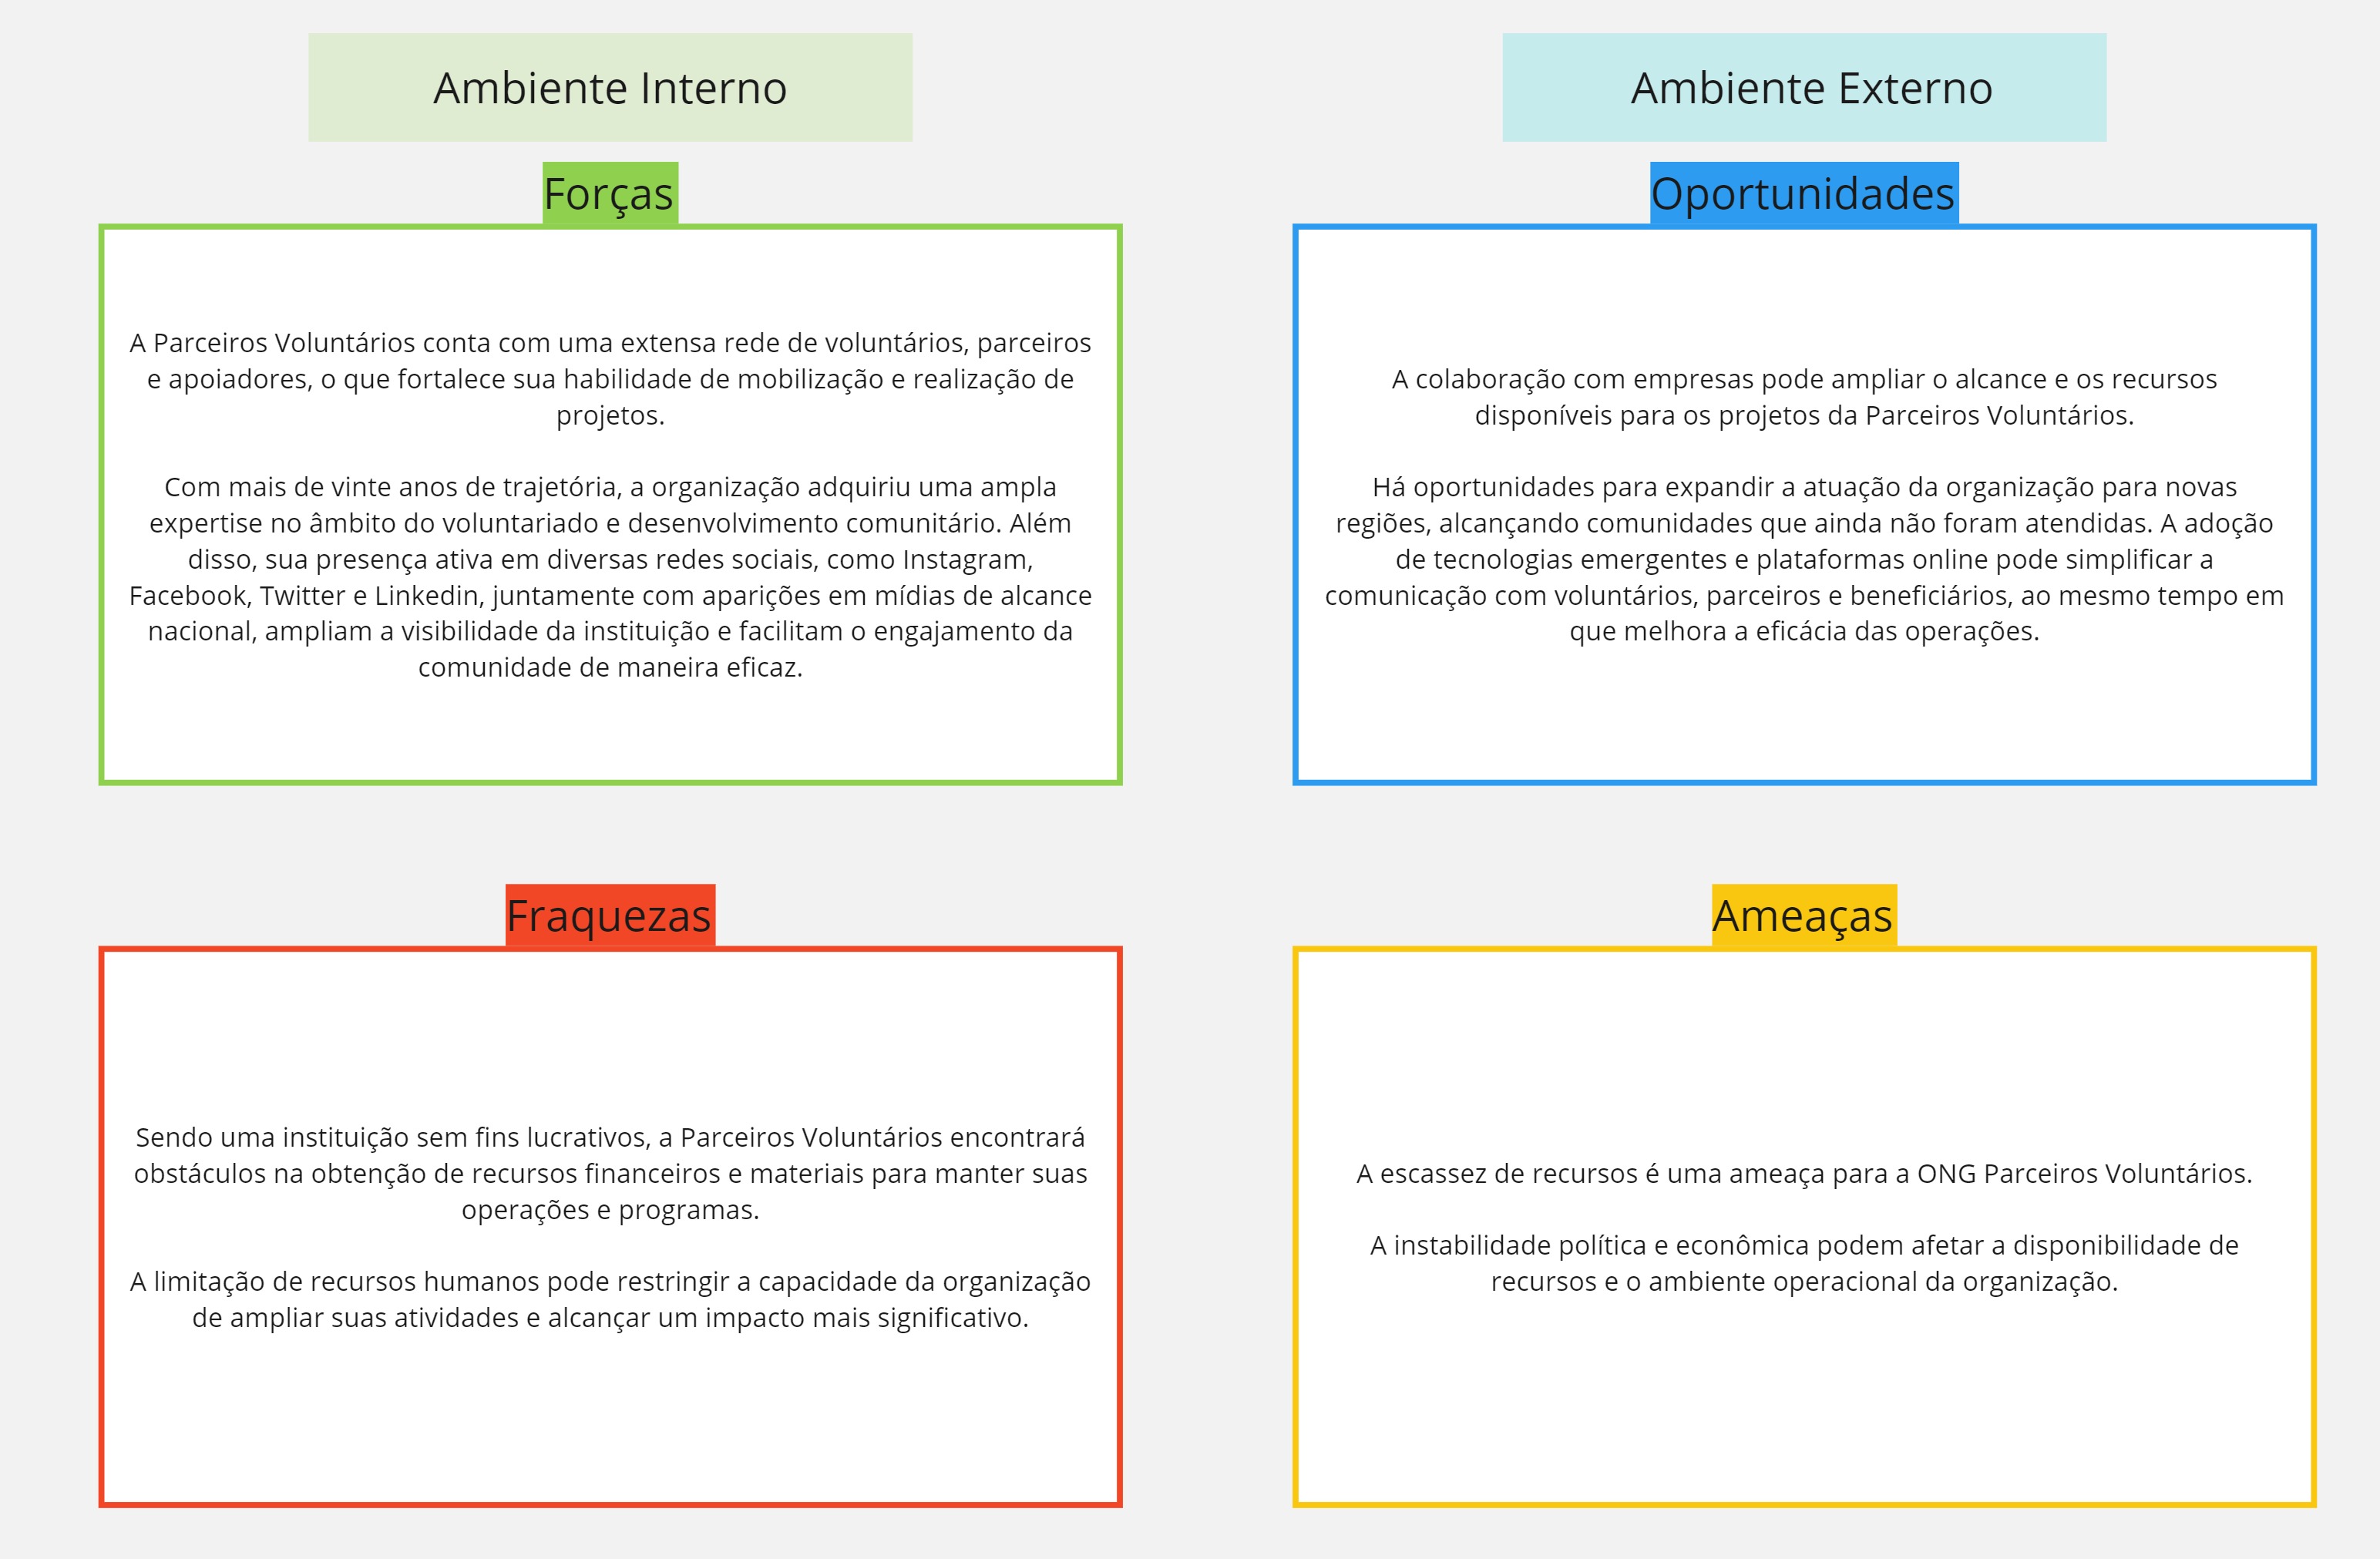 Ambiente Interno
Forças
A Parceiros Voluntários conta com uma extensa rede de voluntários, parceiros
e apoiadores, o que fortalece sua habilidade de mobilização e realização de
projetos.
Com mais de vinte anos de trajetória, a organização adquiriu uma ampla
expertise no âmbito do voluntariado e desenvolvimento comunitário. Além
disso, sua presença ativa em diversas redes sociais, como Instagram,
Facebook, Twitter e Linkedin, juntamente com aparições em mídias de alcance
nacional, ampliam a visibilidade da instituição e facilitam o engajamento da
comunidade de maneira eficaz.
Ambiente Externo
Oportunidades
A colaboração com empresas pode ampliar o alcance e os recursos
disponíveis para os projetos da Parceiros Voluntários.
Há oportunidades para expandir a atuação da organização para novas
regiões, alcançando comunidades que ainda não foram atendidas. A adoção
de tecnologias emergentes e plataformas online pode simplificar a
comunicação com voluntários, parceiros e beneficiários, ao mesmo tempo em
que melhora a eficácia das operações.
Fraquezas
Sendo uma instituição sem fins lucrativos, a Parceiros Voluntários encontrará
obstáculos na obtenção de recursos financeiros e materiais para manter suas
operações e programas.
A limitação de recursos humanos pode restringir a capacidade da organização
de ampliar suas atividades e alcançar um impacto mais significativo.
Ameaças
A escassez de recursos é uma ameaça para a ONG Parceiros Voluntários.
A instabilidade política e econômica podem afetar a disponibilidade de
recursos e o ambiente operacional da organização.